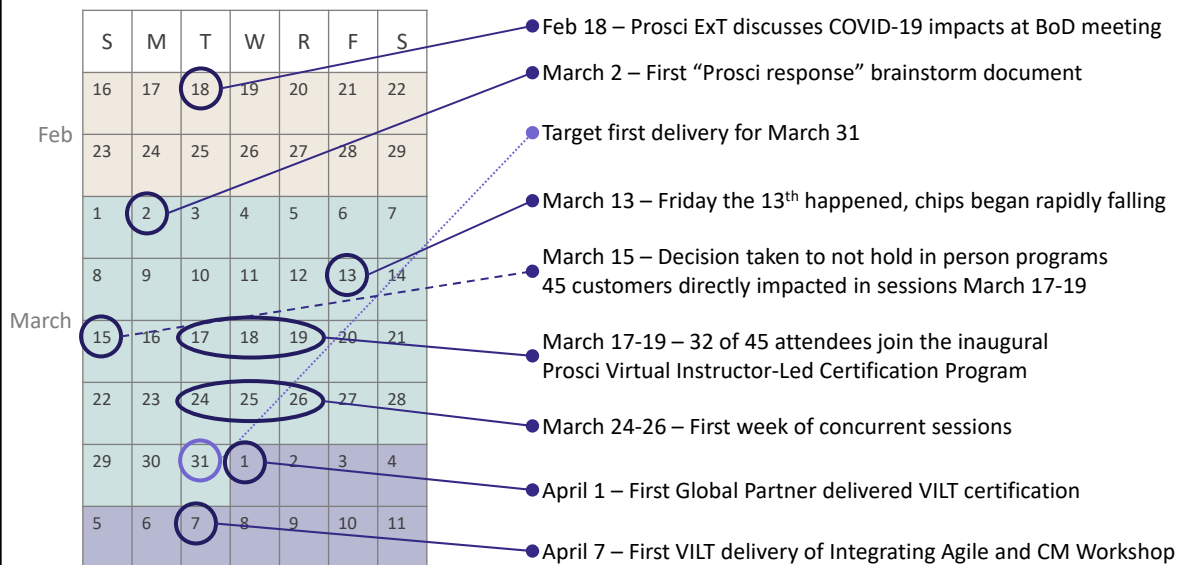 S M T W R F S
16 17 18 19 20 21 22
Feb
23 24 25 26 27 28 29
1 2 3 4 5 6 7
8 9 10 11 12 13 14
March
15 16 17 18 19 20 21
22 23 24 25 26 27 28
29 30 31 1 2 3 4
5 6 7 8 9 10 11
Feb 18 – Prosci ExT discusses COVID-19 impacts at BoD meeting
March 2 – First “Prosci response” brainstorm document
Target first delivery for March 31
March 13 – Friday the 13th happened, chips began rapidly falling
March 15 – Decision taken to not hold in person programs
45 customers directly impacted in sessions March 17-19
March 17-19 – 32 of 45 attendees join the inaugural
Prosci Virtual Instructor-Led Certification Program
March 24-26 – First week of concurrent sessions
April 1 – First Global Partner delivered VILT certification
April 7 – First VILT delivery of Integrating Agile and CM Workshop